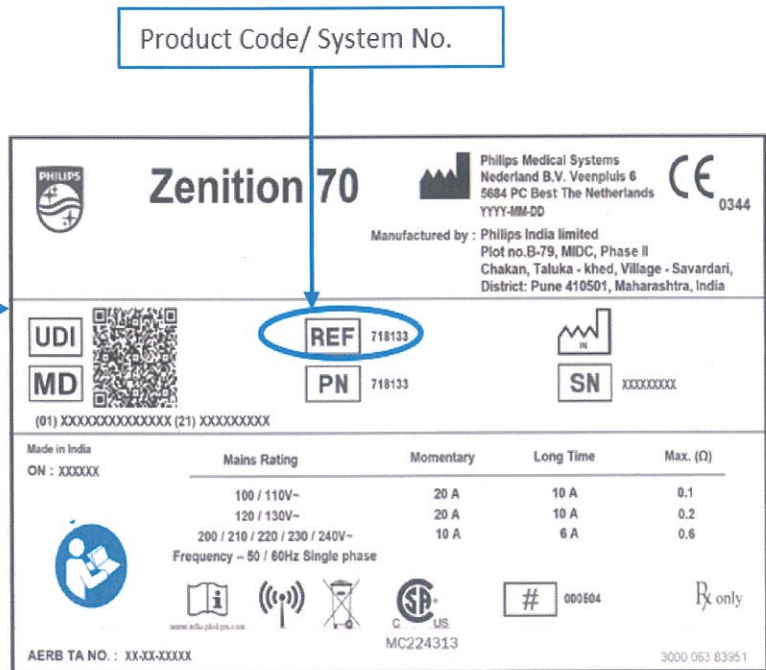 Product Code/ System No.
PHILIPS
Zenition 70
Philips Medical Systems
Nederland B.V. Veenpluis 6
5684 PC Best The Netherlands
YYYY-MM-DD
CE 0344
Manufactured by : Philips India limited
Plot no.B-79, MIDC, Phase II
Chakan, Taluka - khed, Village - Savardari,
District: Pune 410501, Maharashtra, India
UDI
REF 718133
IN
MD
PN 718133
SN XXXXXXXXX
(01) XXXXXXXXXXXXXX (21) XXXXXXXXX
Made in India
ON : XXXXXX
Mains Rating Momentary Long Time Max. (Ω)
100 / 110V~ 20 A 10 A 0.1
120 / 130V~ 20 A 10 A 0.2
200 / 210 / 220 / 230 / 240V~ 10 A 6 A 0.6
Frequency – 50 / 60Hz Single phase
C US
MC224313
# 000504
Rx only
AERB TA NO. : XX-XX-XXXXX
3000 063 83951